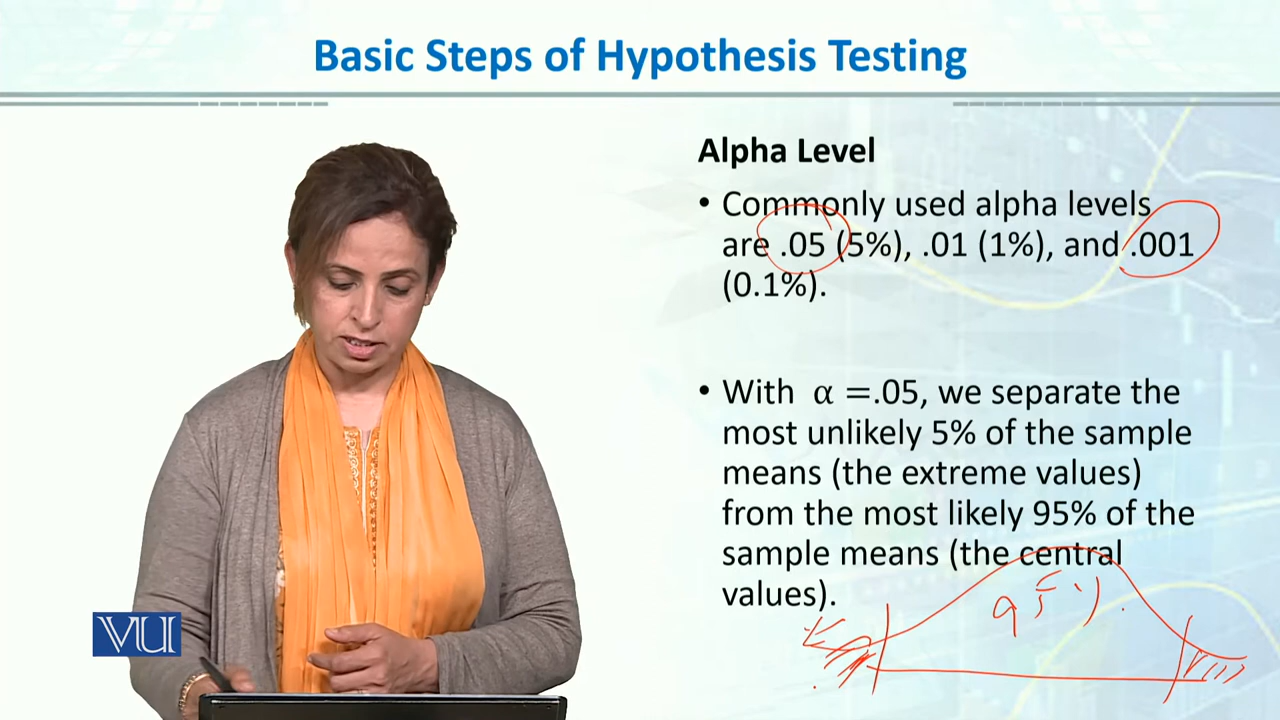 Basic Steps of Hypothesis Testing
Alpha Level
• Commonly used alpha levels
are .05 (5%), .01 (1%), and .001
(0.1%).
• With α =.05, we separate the
most unlikely 5% of the sample
means (the extreme values)
from the most likely 95% of the
sample means (the central
values).
95%
VU